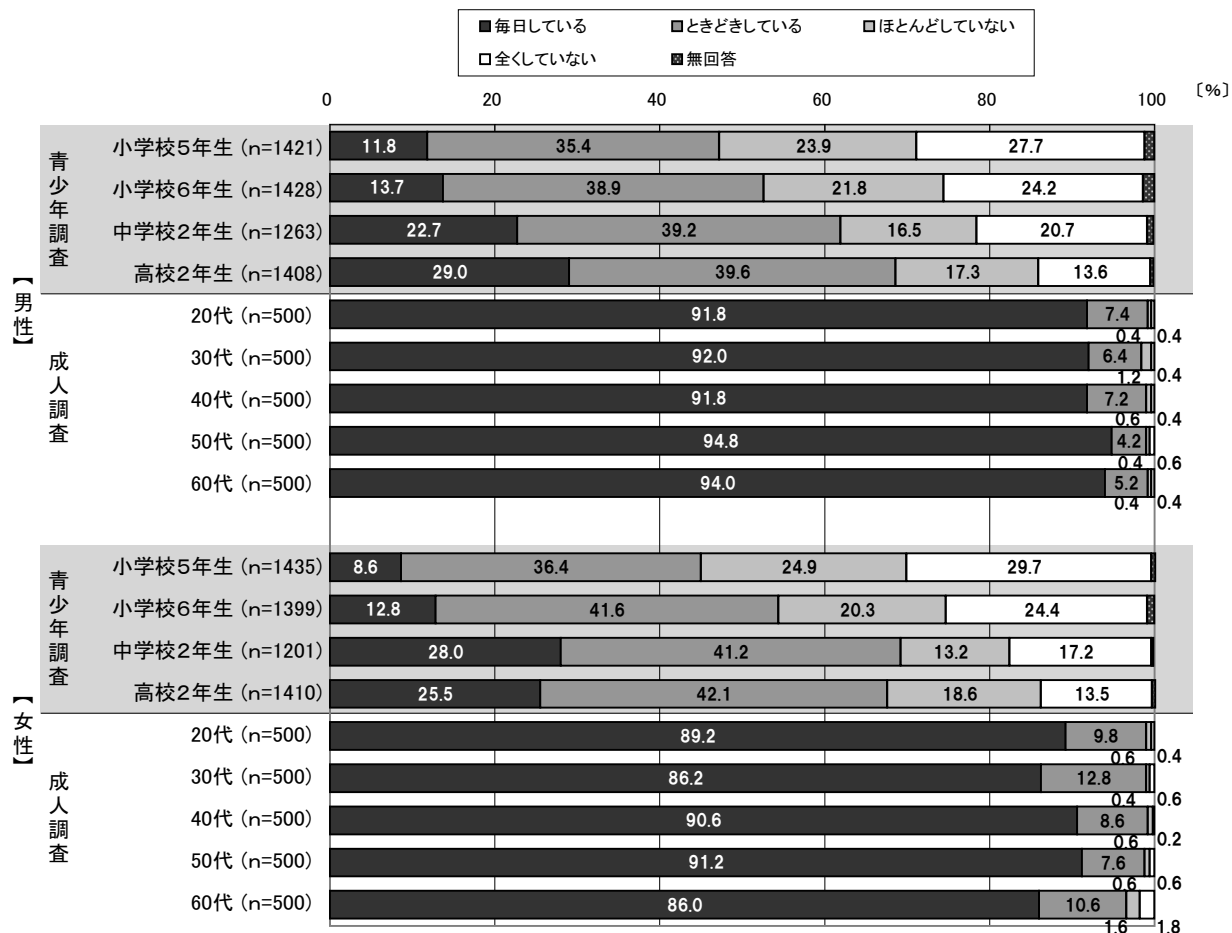 ■毎日している ■ときどきしている ■ほとんどしていない
□全くしていない ■無回答
0 20 40 60 80 100 〔%〕
【男性】
青少年調査
小学校5年生 (n=1421) 11.8 35.4 23.9 27.7
小学校6年生 (n=1428) 13.7 38.9 21.8 24.2
中学校2年生 (n=1263) 22.7 39.2 16.5 20.7
高校2年生 (n=1408) 29.0 39.6 17.3 13.6
成人調査
20代 (n=500) 91.8 7.4 0.4 0.4
30代 (n=500) 92.0 6.4 1.2 0.4
40代 (n=500) 91.8 7.2 0.6 0.4
50代 (n=500) 94.8 4.2 0.4 0.6
60代 (n=500) 94.0 5.2 0.4 0.4
【女性】
青少年調査
小学校5年生 (n=1435) 8.6 36.4 24.9 29.7
小学校6年生 (n=1399) 12.8 41.6 20.3 24.4
中学校2年生 (n=1201) 28.0 41.2 13.2 17.2
高校2年生 (n=1410) 25.5 42.1 18.6 13.5
成人調査
20代 (n=500) 89.2 9.8 0.6 0.4
30代 (n=500) 86.2 12.8 0.4 0.6
40代 (n=500) 90.6 8.6 0.6 0.2
50代 (n=500) 91.2 7.6 0.6 0.6
60代 (n=500) 86.0 10.6 1.6 1.8